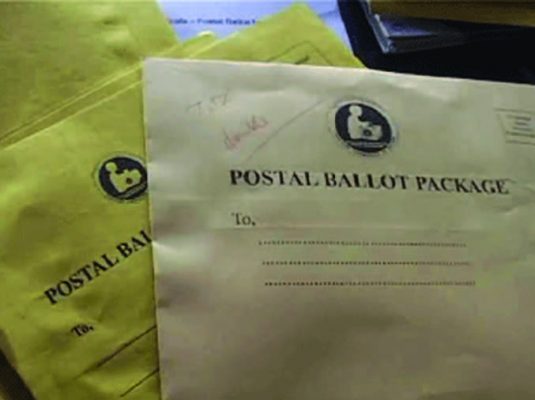 POSTAL BALLOT PACKAGE
To,
POSTAL BAL
To,